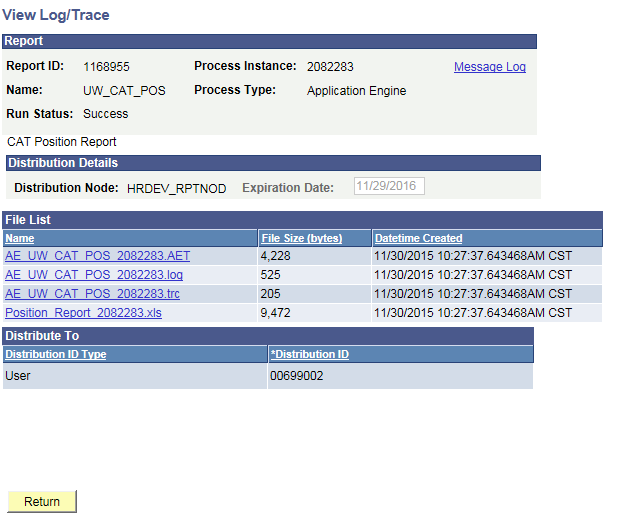 View Log/Trace
Report
Report ID: 1168955 Process Instance: 2082283 Message Log
Name: UW_CAT_POS Process Type: Application Engine
Run Status: Success
CAT Position Report
Distribution Details
Distribution Node: HRDEV_RPTNOD Expiration Date: 11/29/2016
File List
Name File Size (bytes) Datetime Created
AE_UW_CAT_POS_2082283.AET 4,228 11/30/2015 10:27:37.643468AM CST
AE_UW_CAT_POS_2082283.log 525 11/30/2015 10:27:37.643468AM CST
AE_UW_CAT_POS_2082283.trc 205 11/30/2015 10:27:37.643468AM CST
Position_Report_2082283.xls 9,472 11/30/2015 10:27:37.643468AM CST
Distribute To
Distribution ID Type *Distribution ID
User 00699002
Return